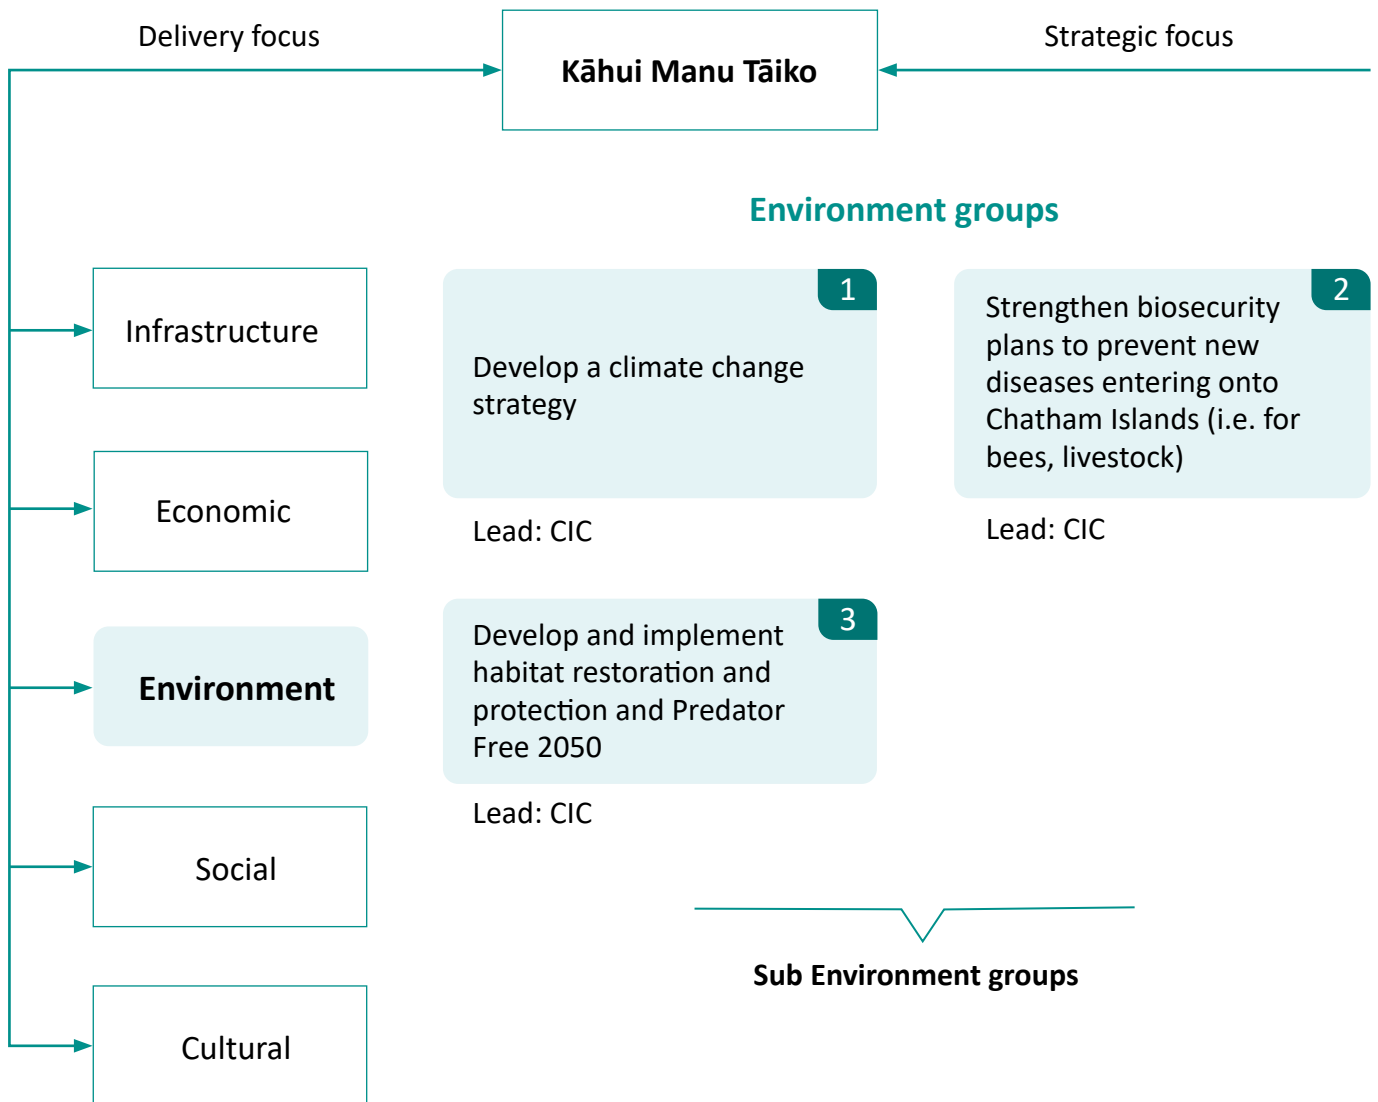 Delivery focus
Kāhui Manu Tāiko
Strategic focus
Environment groups
Infrastructure
Economic
Environment
Social
Cultural
1
Develop a climate change
strategy
Lead: CIC
2
Strengthen biosecurity
plans to prevent new
diseases entering onto
Chatham Islands (i.e. for
bees, livestock)
Lead: CIC
3
Develop and implement
habitat restoration and
protection and Predator
Free 2050
Lead: CIC
Sub Environment groups